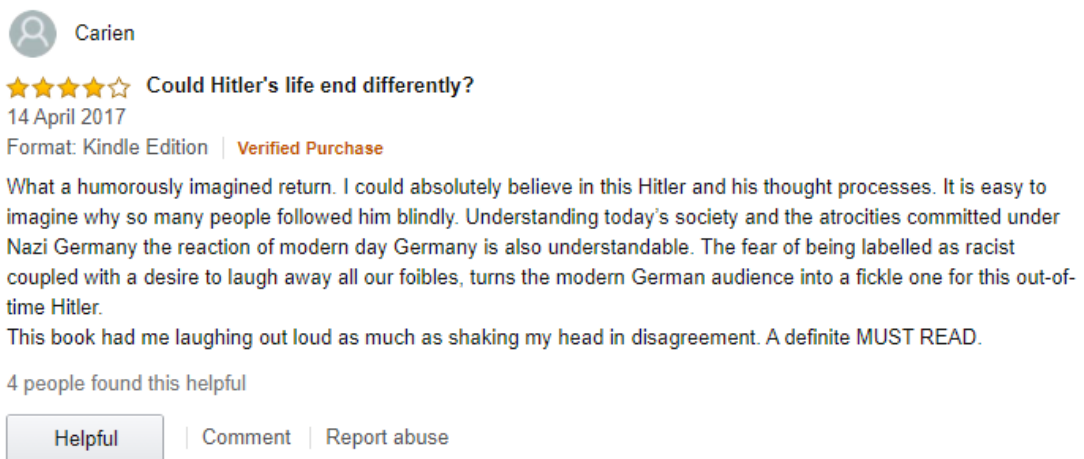 Carien
Could Hitler's life end differently?
14 April 2017
Format: Kindle Edition | Verified Purchase
What a humorously imagined return. I could absolutely believe in this Hitler and his thought processes. It is easy to
imagine why so many people followed him blindly. Understanding today's society and the atrocities committed under
Nazi Germany the reaction of modern day Germany is also understandable. The fear of being labelled as racist
coupled with a desire to laugh away all our foibles, turns the modern German audience into a fickle one for this out-of-
time Hitler.
This book had me laughing out loud as much as shaking my head in disagreement. A definite MUST READ.
4 people found this helpful
Helpful | Comment | Report abuse